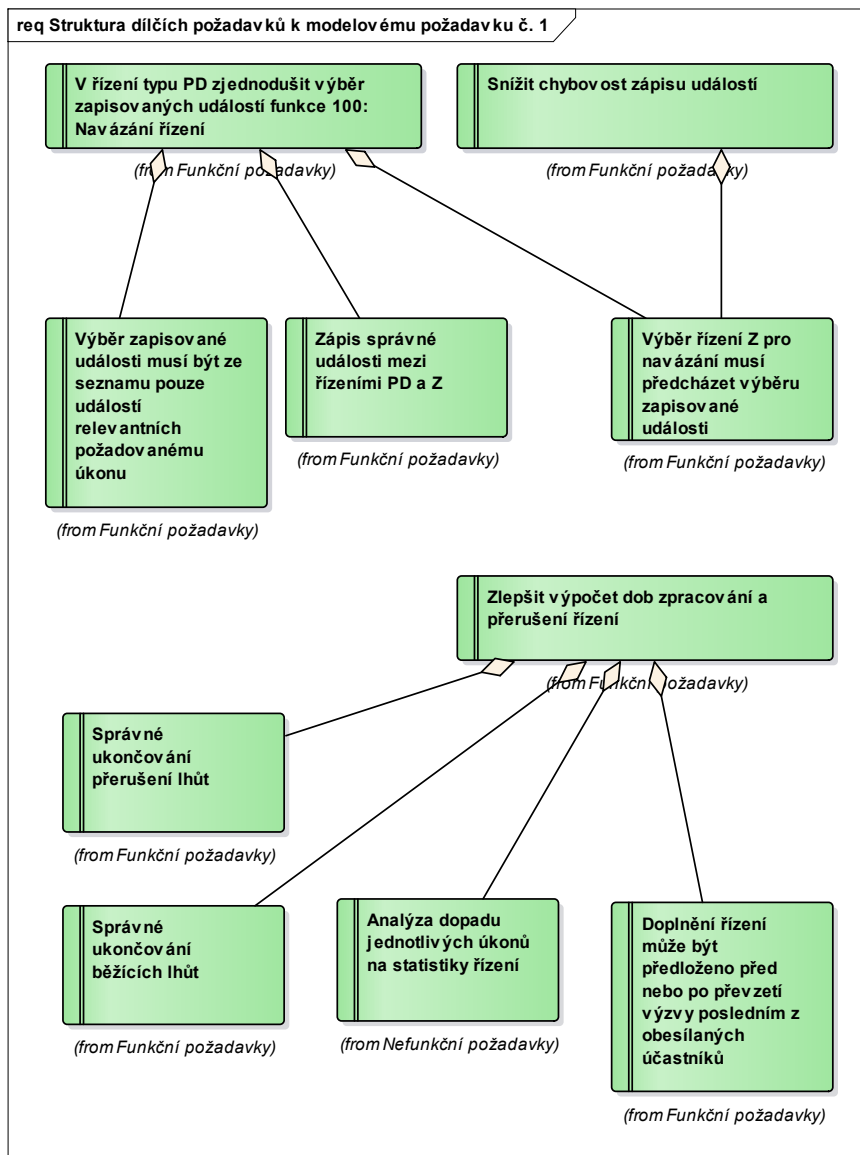 req Struktura dílčích požadavků k modelovému požadavku č. 1
V řízení typu PD zjednodušit výběr
zapisovaných událostí funkce 100:
Navázání řízení
(from Funkční požadavky)
Snížit chybovost zápisu událostí
(from Funkční požadavky)
Výběr zapisované
události musí být ze
seznamu pouze
událostí
relevantních
požadovanému
úkonu
(from Funkční požadavky)
Zápis správné
události mezi
řízeními PD a Z
(from Funkční požadavky)
Výběr řízení Z pro
navázání musí
předcházet výběru
zapisované
události
(from Funkční požadavky)
Zlepšit výpočet dob zpracování a
přerušení řízení
(from Funkční požadavky)
Správné
ukončování
přerušení lhůt
(from Funkční požadavky)
Správné
ukončování
běžících lhůt
(from Funkční požadavky)
Analýza dopadu
jednotlivých úkonů
na statistiky řízení
(from Nefunkční požadavky)
Doplnění řízení
může být
předloženo před
nebo po převzetí
výzvy posledním z
obesílaných
účastníků
(from Funkční požadavky)